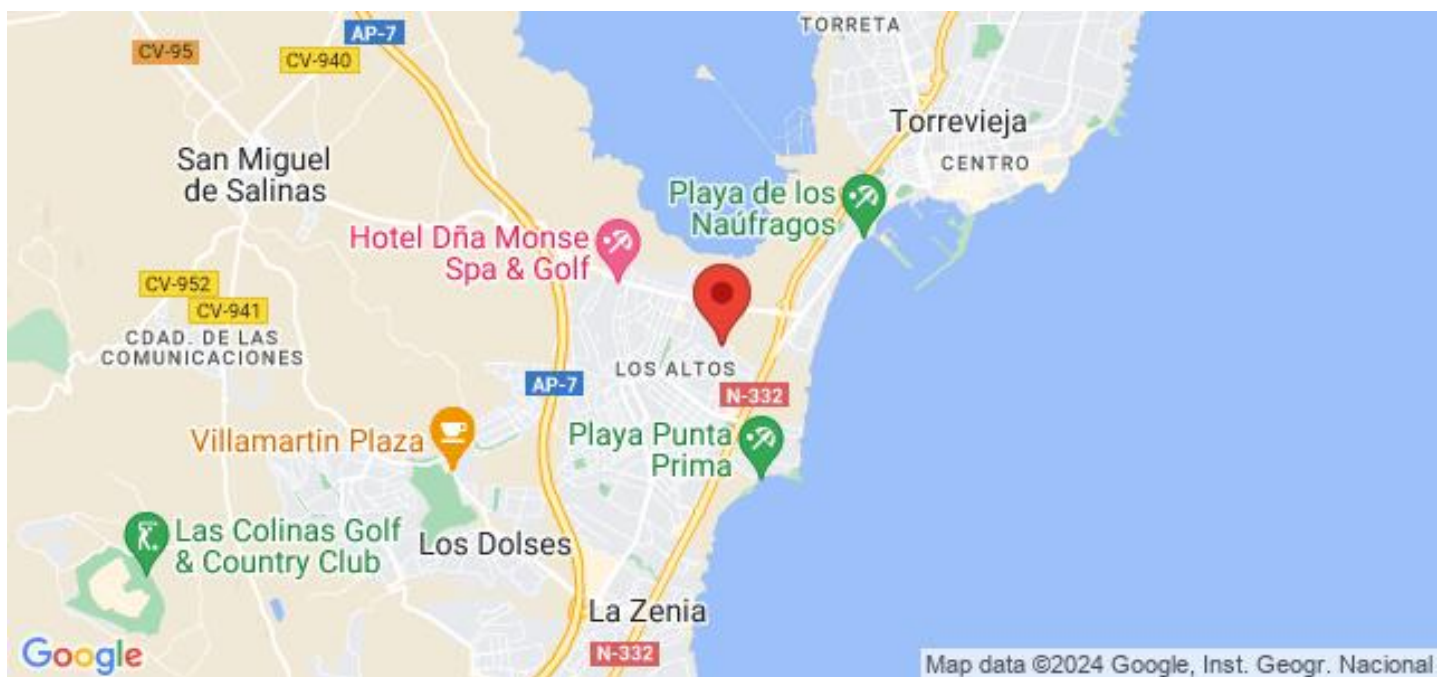 TORRETA
AP-7
CV-95
CV-940
Torrevieja
CENTRO
San Miguel
de Salinas
Playa de los
Naúfragos
Hotel Dña Monse
Spa & Golf
CV-952
CV-941
CDAD. DE LAS
COMUNICACIONES
LOS ALTOS
AP-7
N-332
Villamartin Plaza
Playa Punta
Prima
Las Colinas Golf
& Country Club
Los Dolses
La Zenia
N-332
Google
Map data ©2024 Google, Inst. Geogr. Nacional